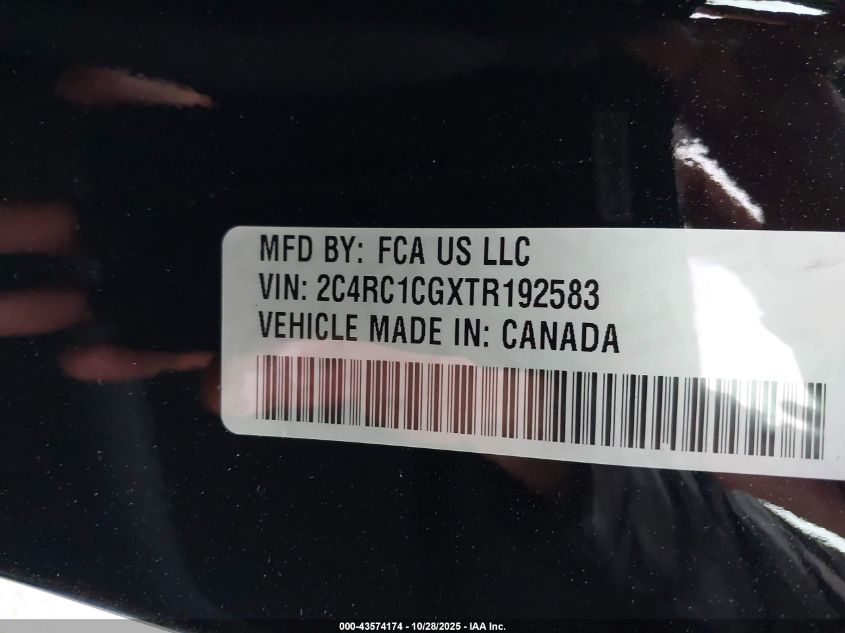 MFD BY: FCA US LLC
VIN: 2C4RC1CGXTR192583
VEHICLE MADE IN: CANADA
000-43574174 - 10/28/2025 - IAA Inc.